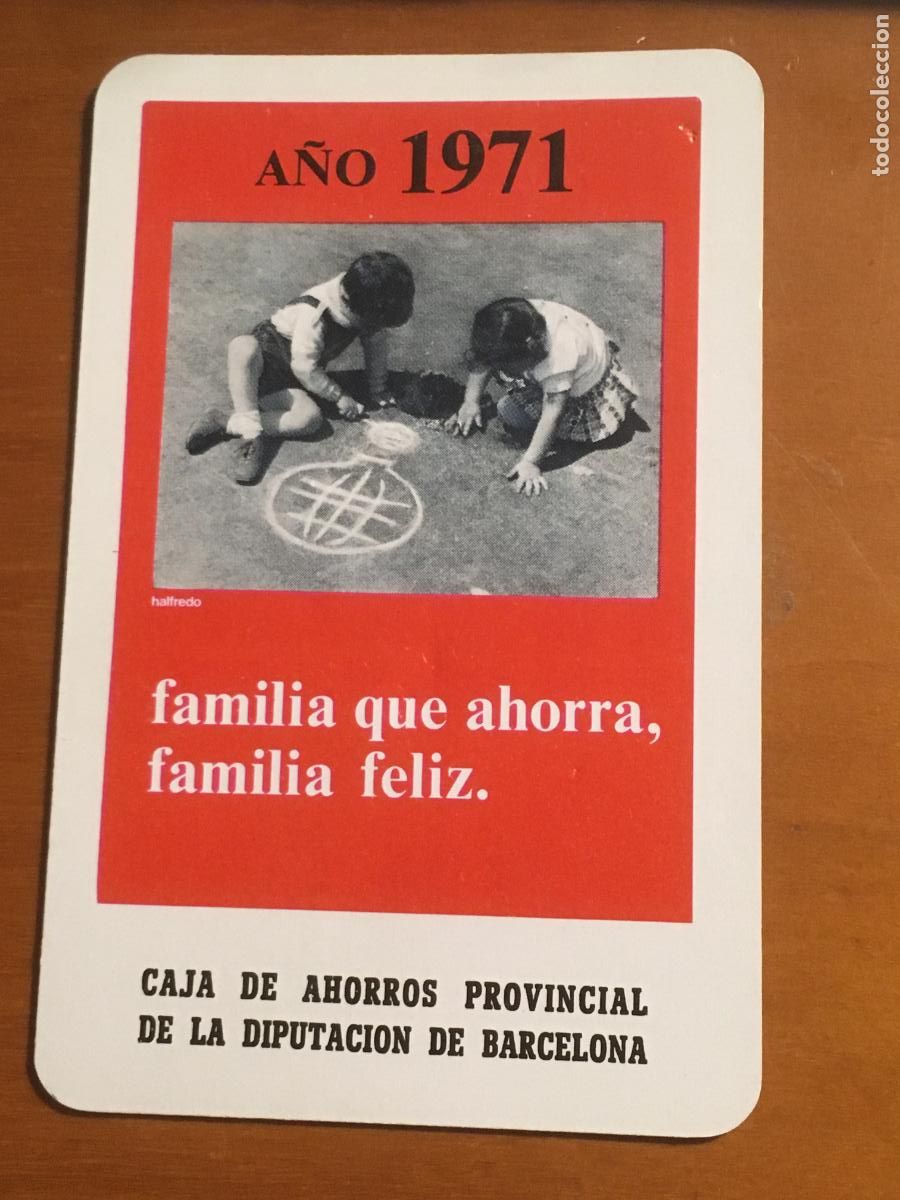 AÑO 1971
halfredo
familia que ahorra,
familia feliz.
CAJA DE AHORROS PROVINCIAL
DE LA DIPUTACION DE BARCELONA
todocoleccion